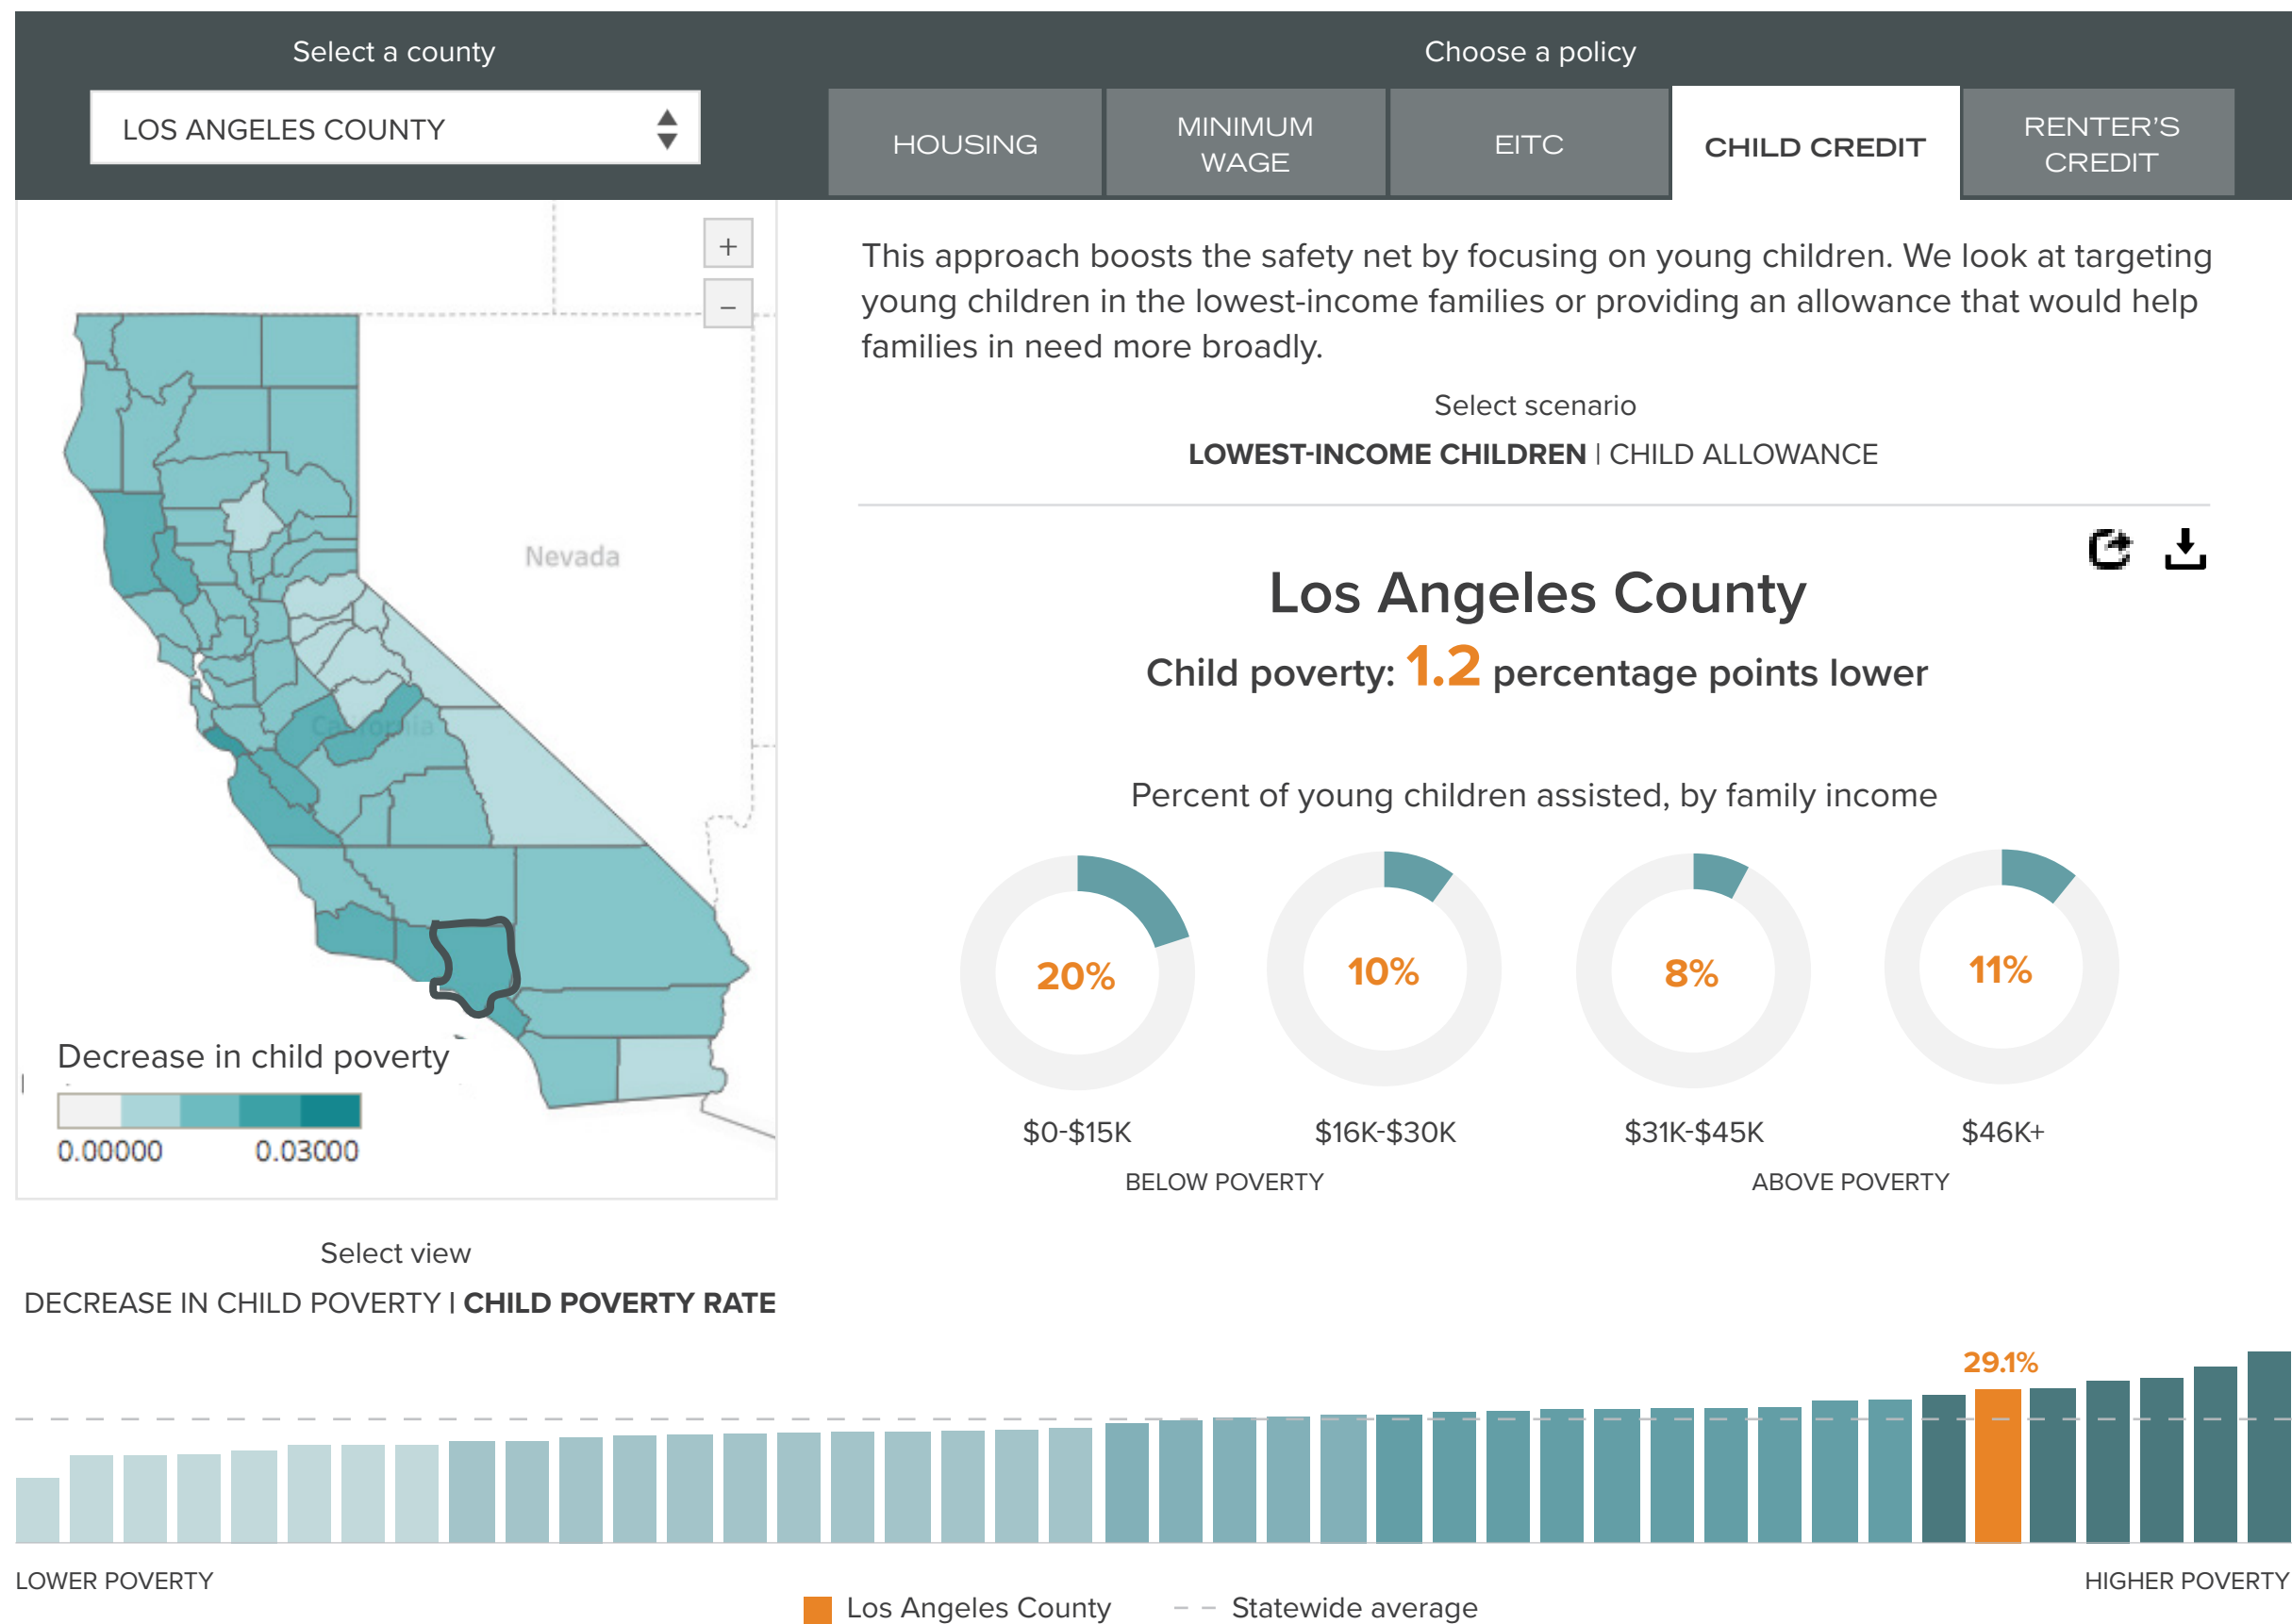 Select a county
LOS ANGELES COUNTY
Choose a policy
HOUSING
MINIMUM
WAGE
EITC
CHILD CREDIT
RENTER'S
CREDIT
+
−
Nevada
California
Decrease in child poverty
0.00000 0.03000
Select view
DECREASE IN CHILD POVERTY | CHILD POVERTY RATE
This approach boosts the safety net by focusing on young children. We look at targeting
young children in the lowest-income families or providing an allowance that would help
families in need more broadly.
Select scenario
LOWEST-INCOME CHILDREN | CHILD ALLOWANCE
Los Angeles County
Child poverty: 1.2 percentage points lower
Percent of young children assisted, by family income
20% 10% 8% 11%
$0-$15K $16K-$30K $31K-$45K $46K+
BELOW POVERTY ABOVE POVERTY
29.1%
LOWER POVERTY HIGHER POVERTY
Los Angeles County Statewide average